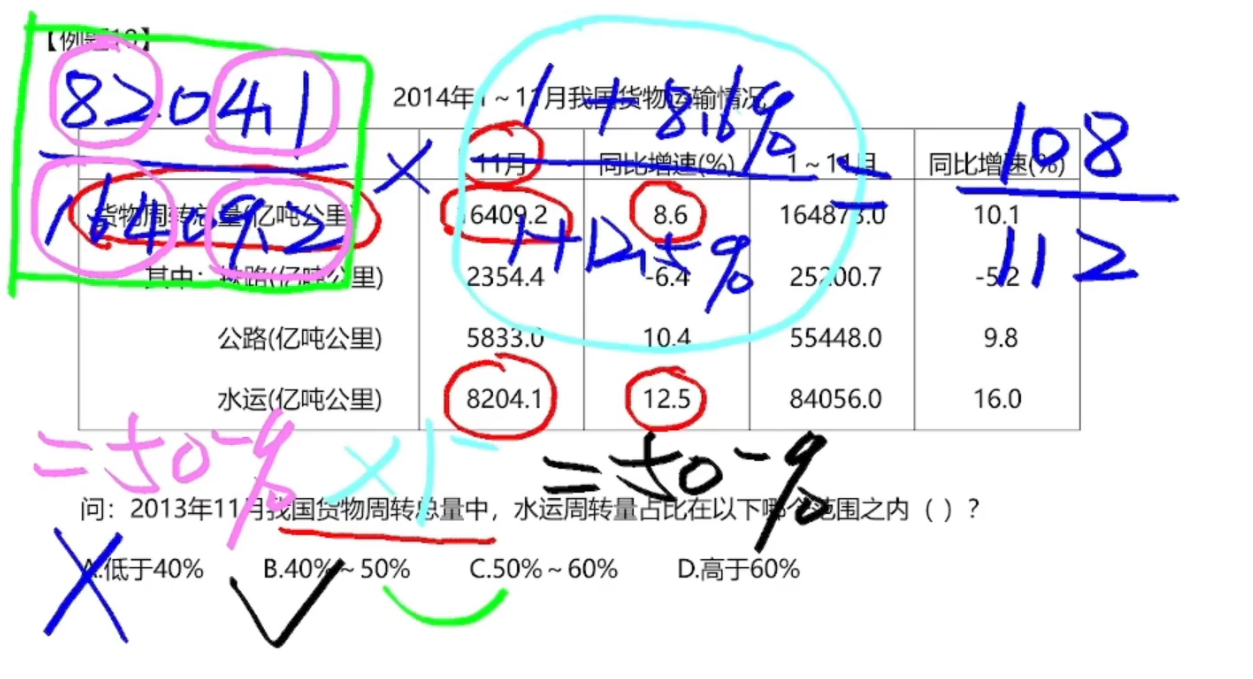 【例题10】
2014年1～11月我国货物运输情况
11月 同比增速(%) 1～11月 同比增速(%)
货物周转总量(亿吨公里) 16409.2 8.6 164873.0 10.1
其中：铁路(亿吨公里) 2354.4 -6.4 25200.7 -5.2
公路(亿吨公里) 5833.0 10.4 55448.0 9.8
水运(亿吨公里) 8204.1 12.5 84056.0 16.0
8204.1
16409.2
×
1+8.6%
1+12.5%
108
112
=50⁻%
×1⁻
=50⁻%
问：2013年11月我国货物周转总量中，水运周转量占比在以下哪个范围之内（ ）？
A.低于40% B.40%～50% C.50%～60% D.高于60%